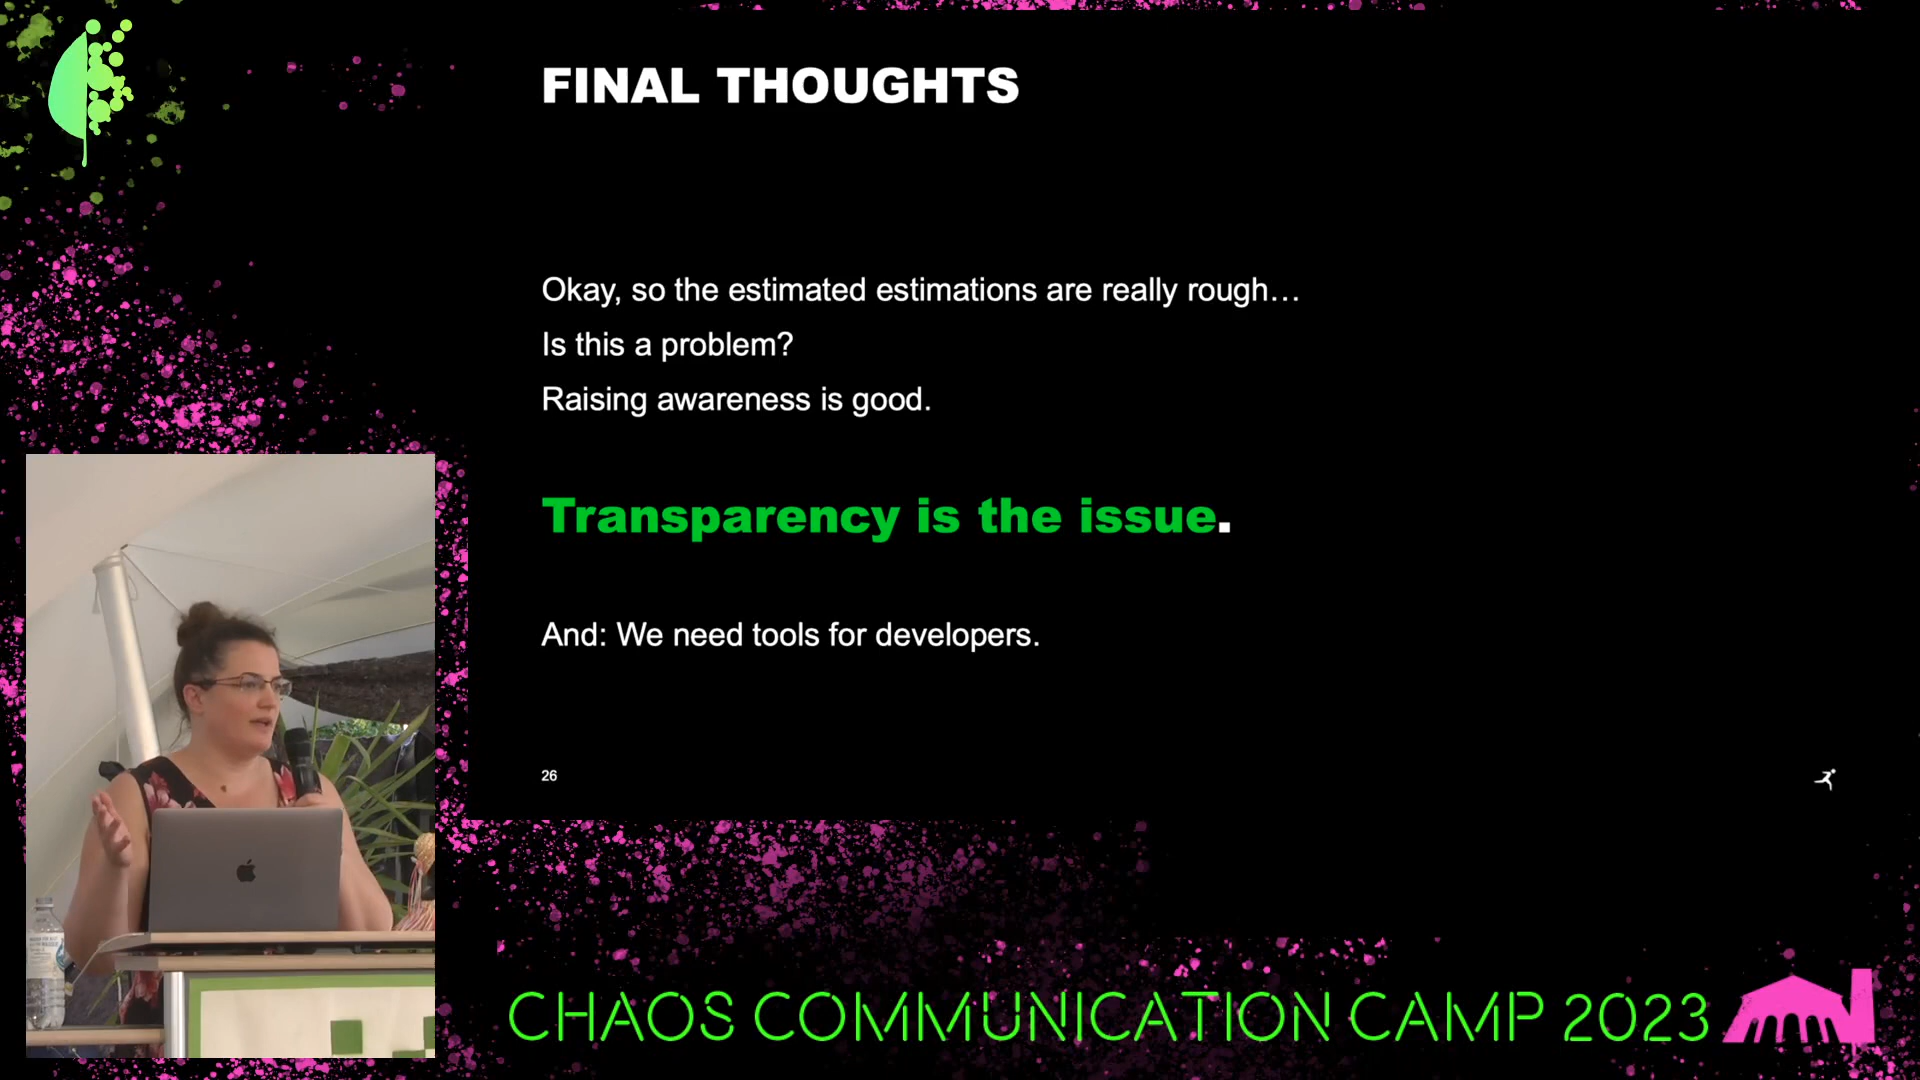 FINAL THOUGHTS
Okay, so the estimated estimations are really rough…
Is this a problem?
Raising awareness is good.
Transparency is the issue.
And: We need tools for developers.
26
CHAOS COMMUNICATION CAMP 2023